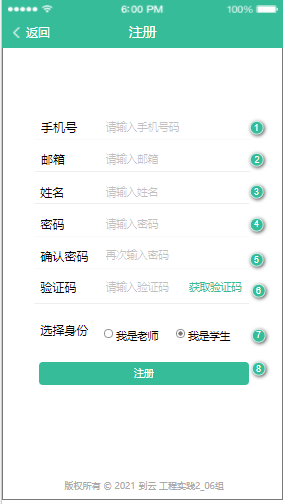 6:00 PM 100%
返回 注册
手机号 请输入手机号码 1
邮箱 请输入邮箱 2
姓名 请输入姓名 3
密码 请输入密码 4
确认密码 再次输入密码 5
验证码 请输入验证码 获取验证码 6
选择身份 我是老师 我是学生 7
注册 8
版权所有 © 2021 到云 工程实践2_06组